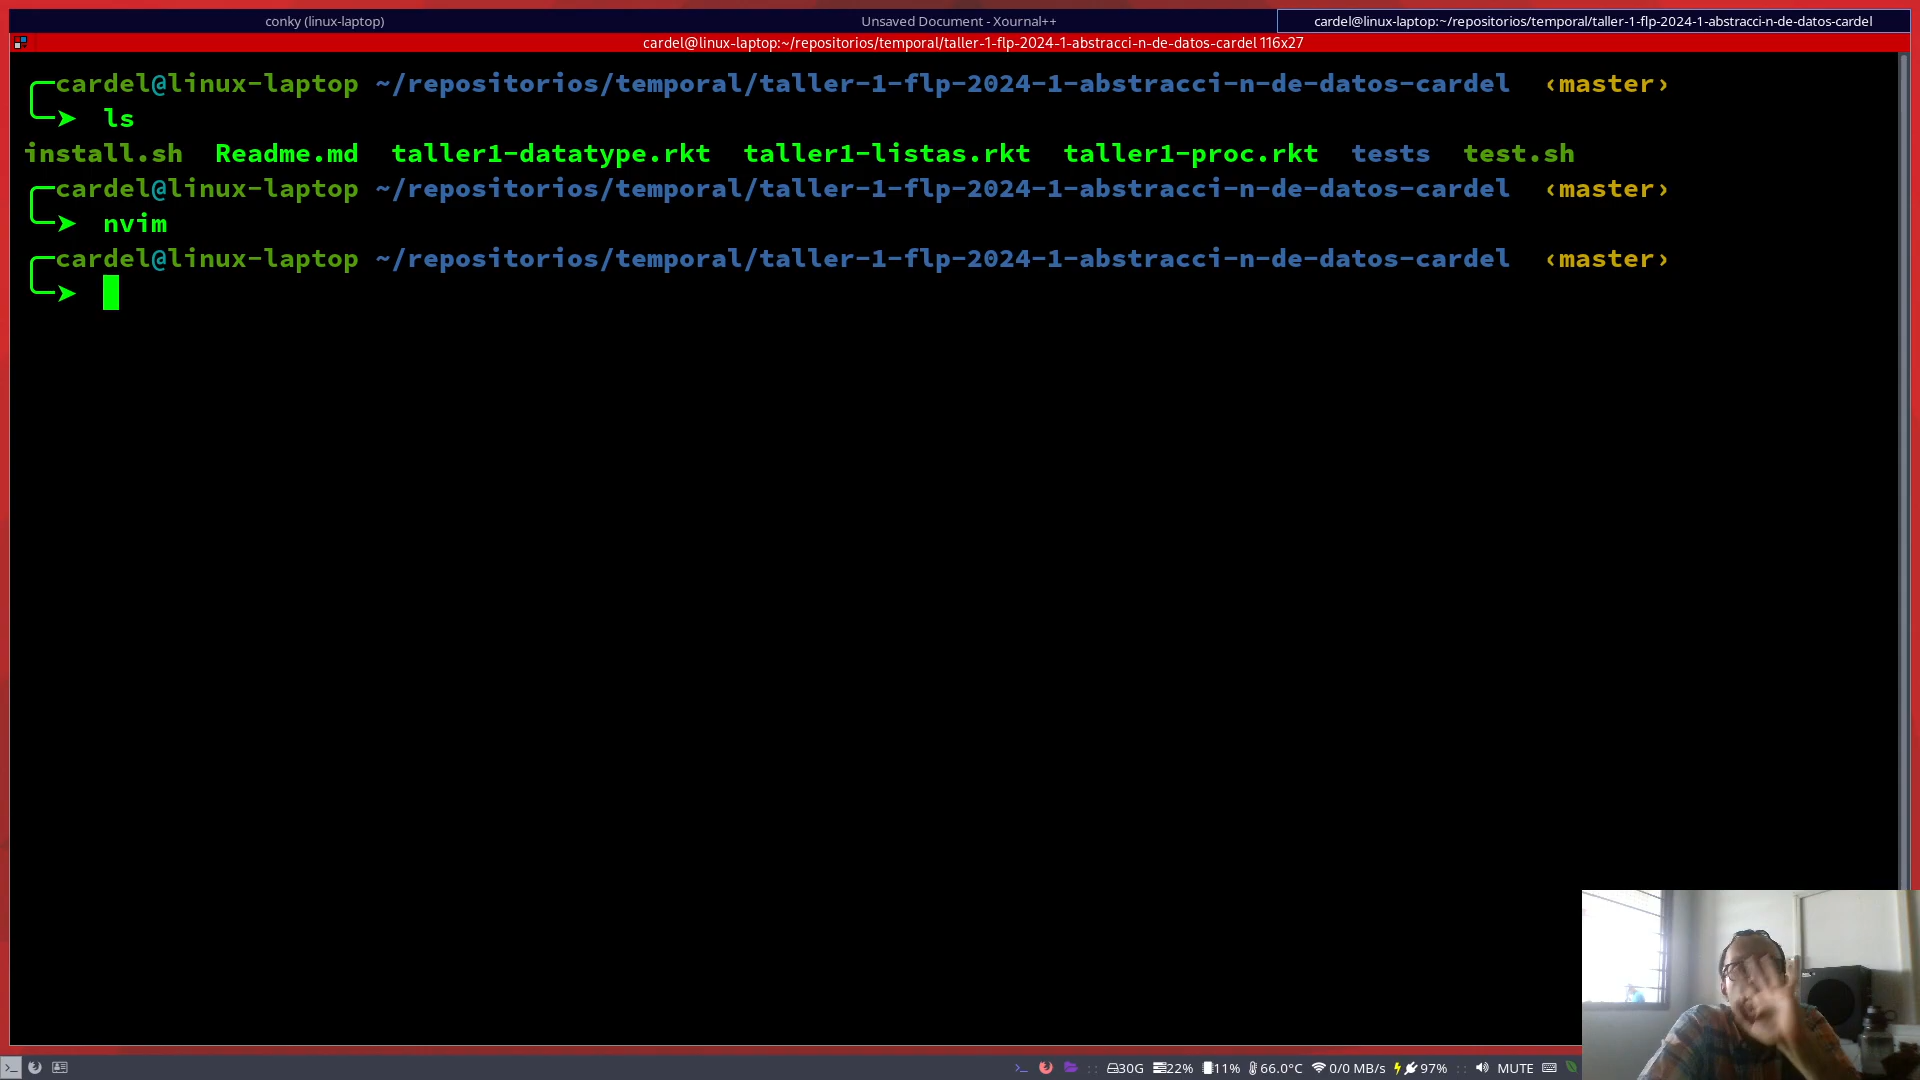 conky (linux-laptop) Unsaved Document - Xournal++ cardel@linux-laptop:~/repositorios/temporal/taller-1-flp-2024-1-abstracci-n-de-datos-cardel
cardel@linux-laptop:~/repositorios/temporal/taller-1-flp-2024-1-abstracci-n-de-datos-cardel 116x27
╭─cardel@linux-laptop ~/repositorios/temporal/taller-1-flp-2024-1-abstracci-n-de-datos-cardel ‹master›
╰─➤ ls
install.sh Readme.md taller1-datatype.rkt taller1-listas.rkt taller1-proc.rkt tests test.sh
╭─cardel@linux-laptop ~/repositorios/temporal/taller-1-flp-2024-1-abstracci-n-de-datos-cardel ‹master›
╰─➤ nvim
╭─cardel@linux-laptop ~/repositorios/temporal/taller-1-flp-2024-1-abstracci-n-de-datos-cardel ‹master›
╰─➤
30G 22% 11% 66.0°C 0/0 MB/s 97% :: MUTE